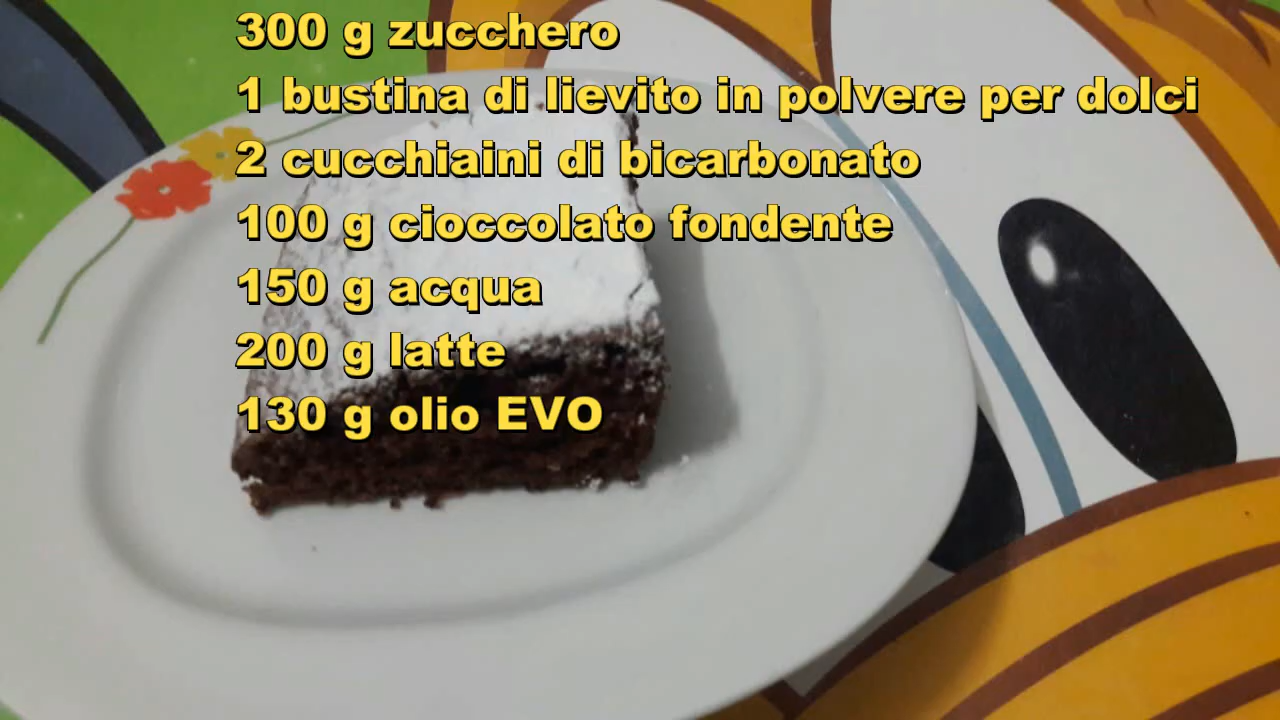 300 g zucchero
1 bustina di lievito in polvere per dolci
2 cucchiaini di bicarbonato
100 g cioccolato fondente
150 g acqua
200 g latte
130 g olio EVO